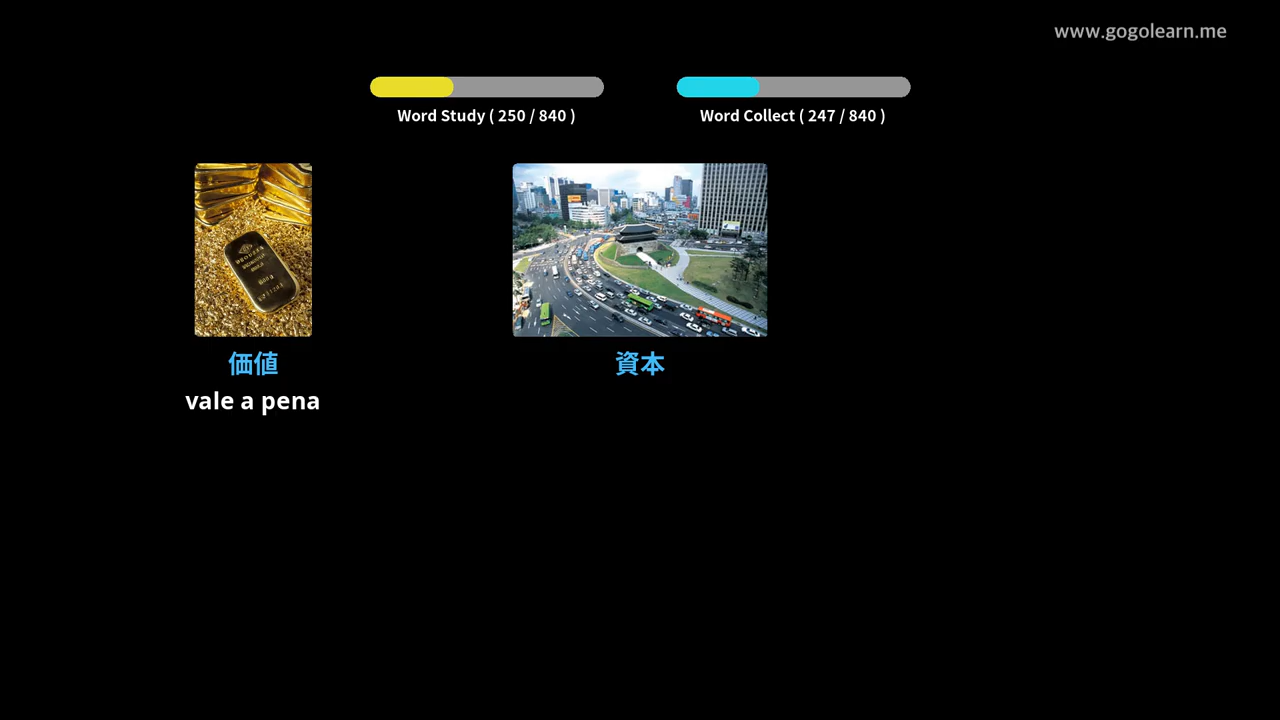 www.gogolearn.me
Word Study ( 250 / 840 )
Word Collect ( 247 / 840 )
価値
資本
vale a pena